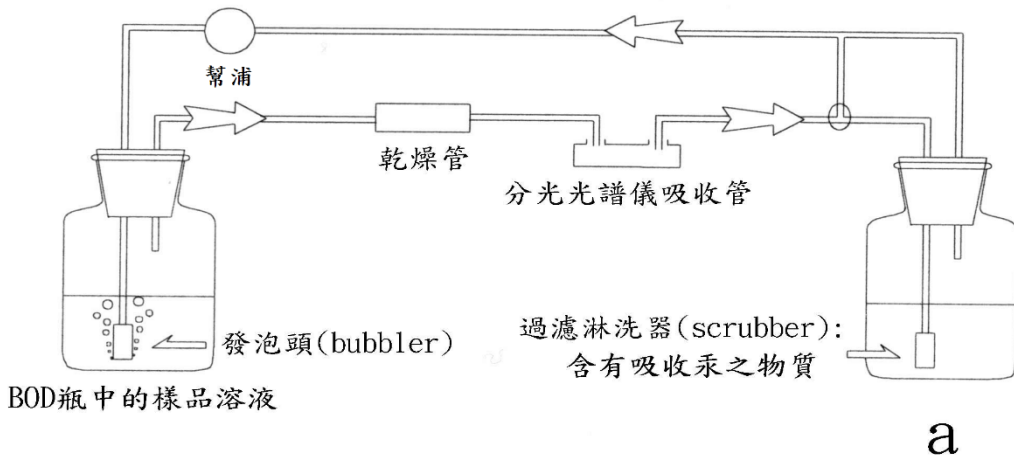 幫浦
乾燥管
分光光譜儀吸收管
發泡頭(bubbler)
過濾淋洗器(scrubber):
含有吸收汞之物質
BOD瓶中的樣品溶液
a